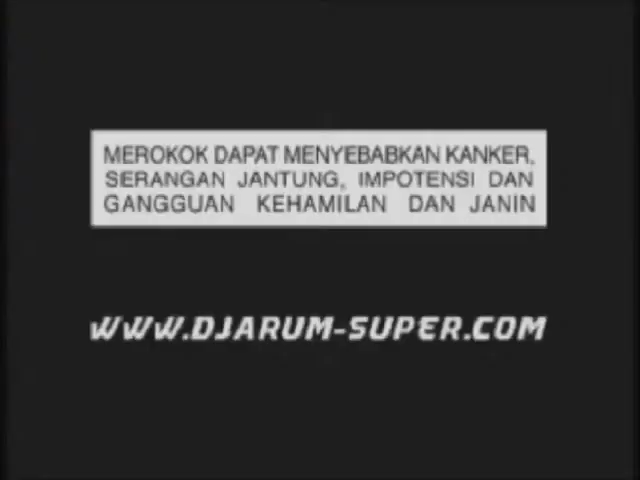 MEROKOK DAPAT MENYEBABKAN KANKER,
SERANGAN JANTUNG, IMPOTENSI DAN
GANGGUAN KEHAMILAN DAN JANIN
WWW.DJARUM-SUPER.COM